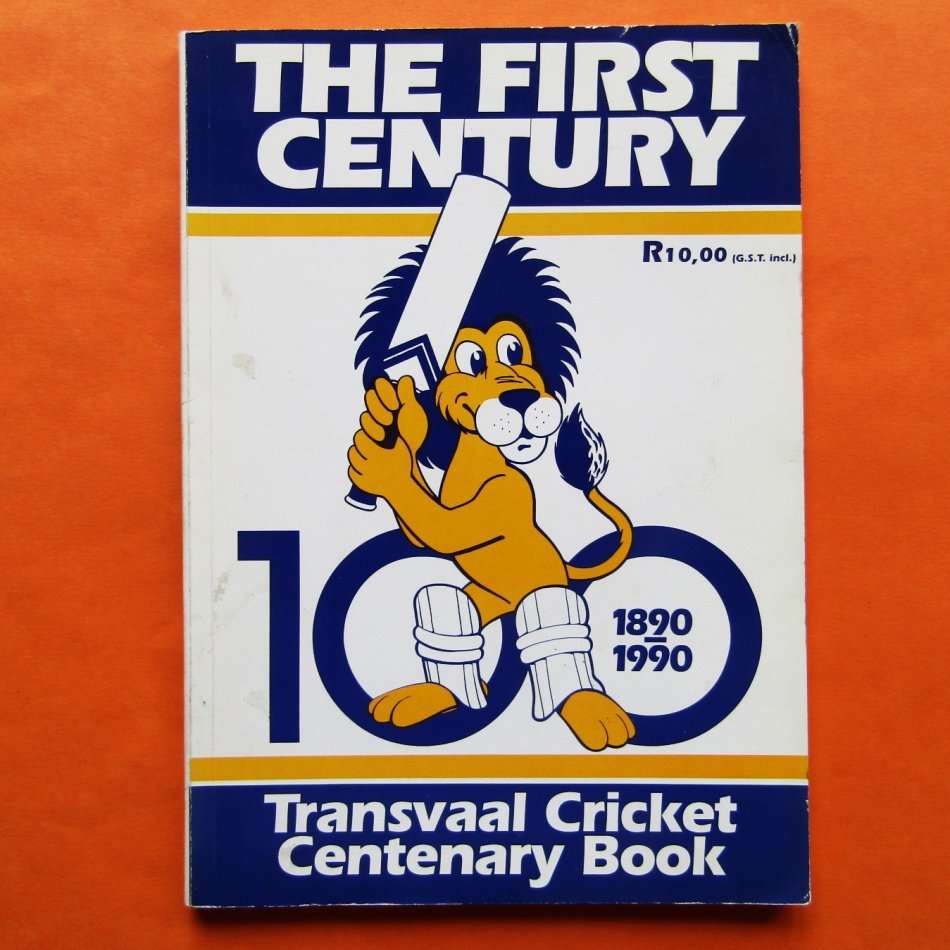 THE FIRST
CENTURY
R10,00 (G.S.T. incl.)
100
1890
–
1990
Transvaal Cricket
Centenary Book